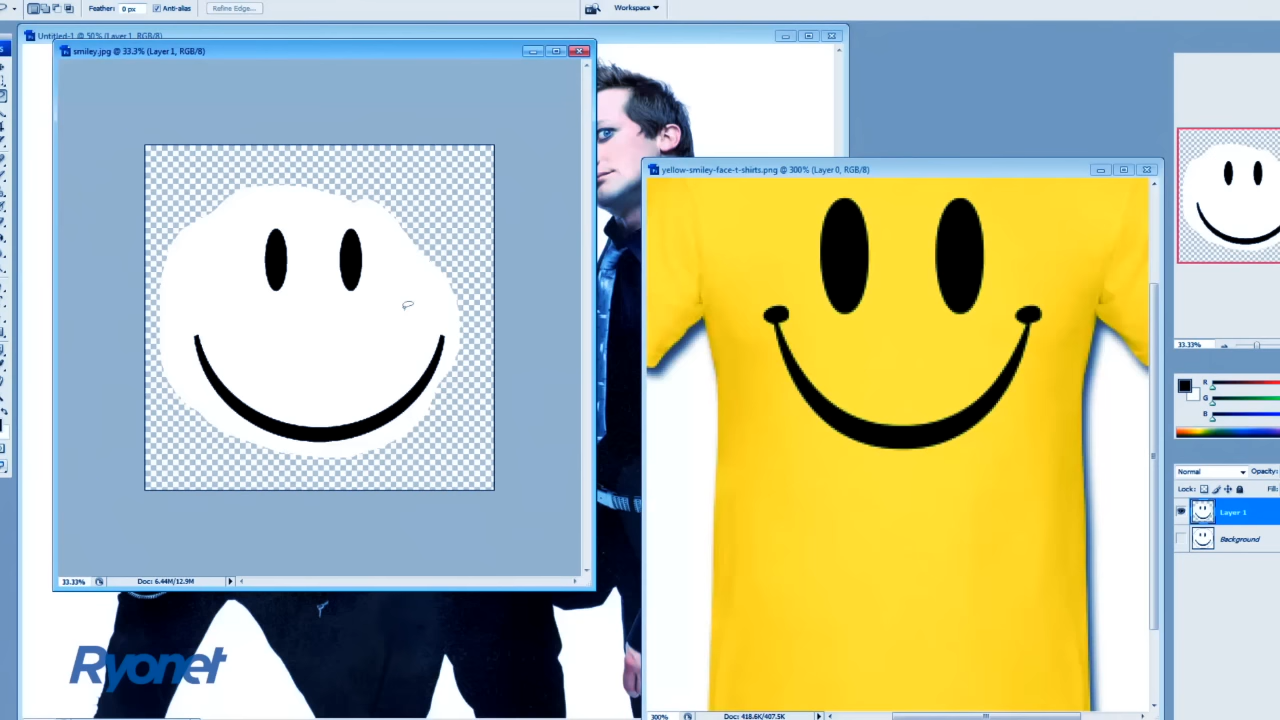 Feather: 0 px Anti-alias Refine Edge... Workspace
Untitled-1 @ 50% (Layer 1, RGB/8)
smiley.jpg @ 33.3% (Layer 1, RGB/8)
yellow-smiley-face-t-shirts.png @ 300% (Layer 0, RGB/8)
33.33%
R
G
B
Normal Opacity:
Lock: Fill:
Layer 1
Background
33.33% Doc: 6.44M/12.9M
Ryonet
300% Doc: 418.6K/407.5K